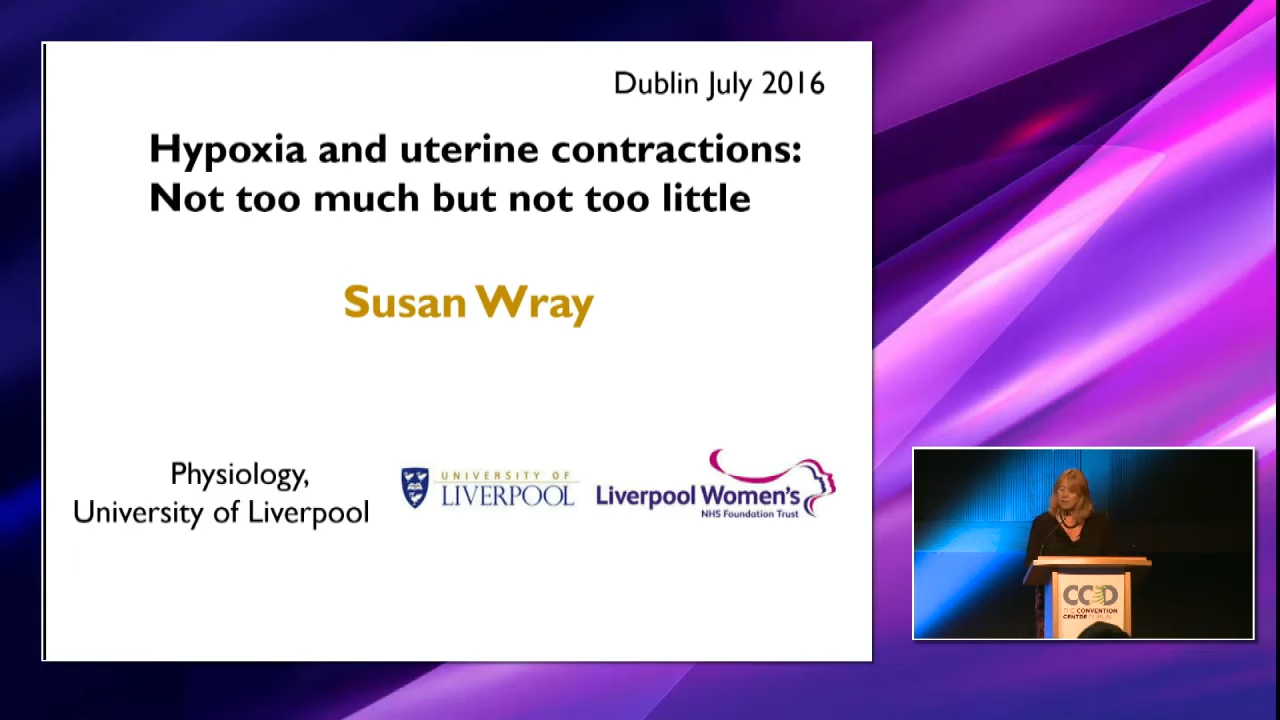 Dublin July 2016
Hypoxia and uterine contractions:
Not too much but not too little
Susan Wray
Physiology,
University of Liverpool
UNIVERSITY OF
LIVERPOOL
Liverpool Women's
NHS Foundation Trust
CCD
THE CONVENTION
CENTRE DUBLIN